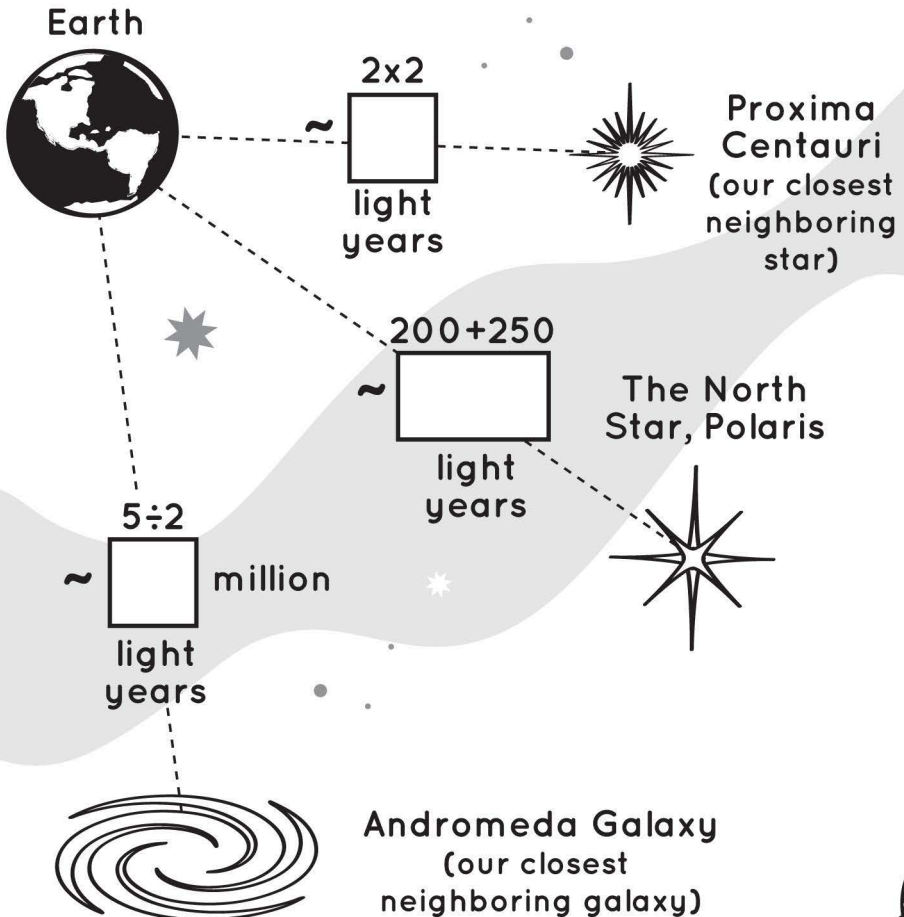 Earth
2x2
~
light
years
Proxima
Centauri
(our closest
neighboring
star)
200+250
~
light
years
The North
Star, Polaris
5÷2
~ million
light
years
Andromeda Galaxy
(our closest
neighboring galaxy)